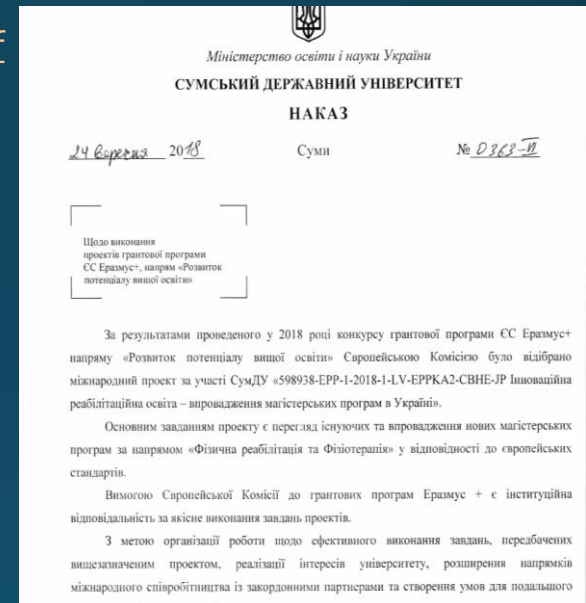 f
Міністерство освіти і науки України
СУМСЬКИЙ ДЕРЖАВНИЙ УНІВЕРСИТЕТ
НАКАЗ
24 вересня 2018 Суми № 0363-ІІ
Щодо виконання
проектів грантової програми
ЄС Еразмус+, напрям «Розвиток
потенціалу вищої освіти»
За результатами проведеного у 2018 році конкурсу грантової програми ЄС Еразмус+
напряму «Розвиток потенціалу вищої освіти» Європейською Комісією було відібрано
міжнародний проект за участі СумДУ «598938-EPP-1-2018-1-LV-EPPKA2-CBHE-JP Інноваційна
реабілітаційна освіта – впровадження магістерських програм в Україні».
Основним завданням проекту є перегляд існуючих та впровадження нових магістерських
програм за напрямом «Фізична реабілітація та Фізіотерапія» у відповідності до європейських
стандартів.
Вимогою Європейської Комісії до грантових програм Еразмус + є інституційна
відповідальність за якісне виконання завдань проектів.
З метою організації роботи щодо ефективного виконання завдань, передбачених
вищезазначеним проектом, реалізації інтересів університету, розширення напрямків
міжнародного співробітництва із закордонними партнерами та створення умов для подальшого